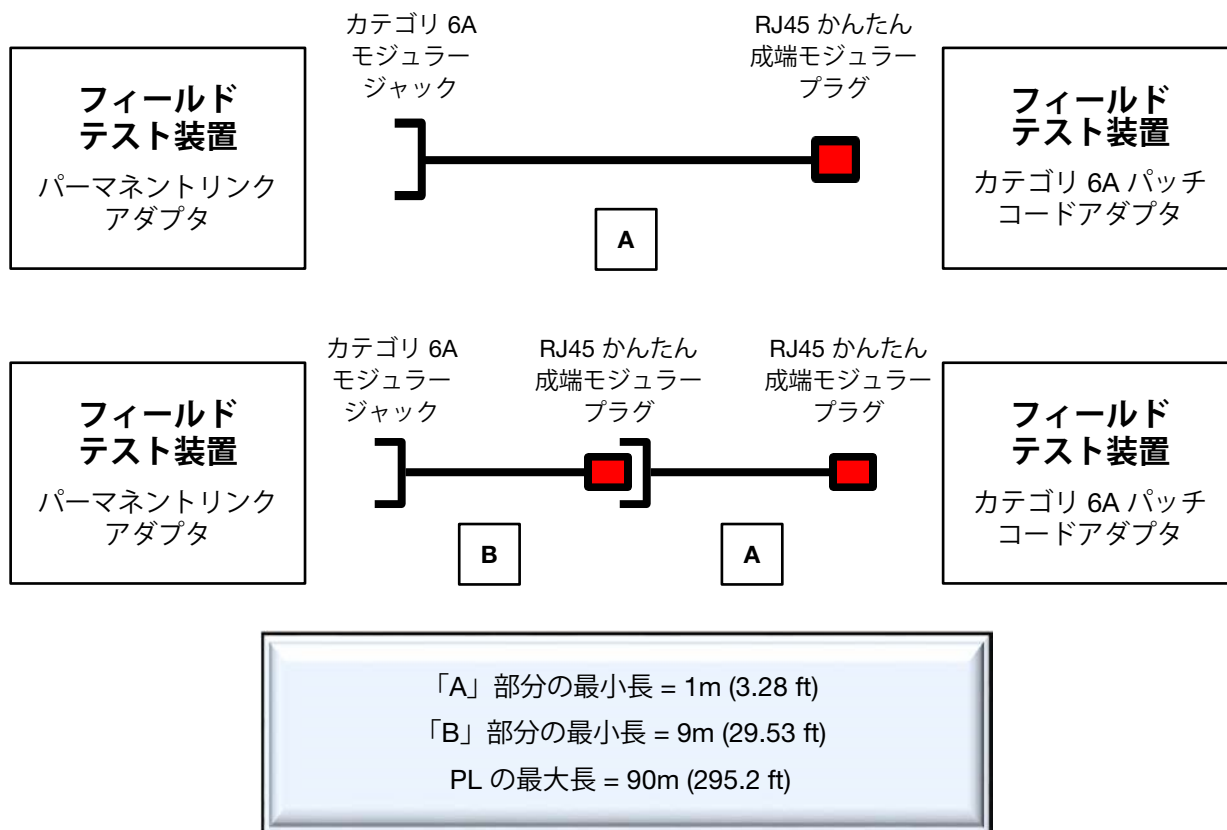 カテゴリ 6A
モジュラー
ジャック
RJ45 かんたん
成端モジュラー
プラグ
フィールド
テスト装置
パーマネントリンク
アダプタ
A
フィールド
テスト装置
カテゴリ 6A パッチ
コードアダプタ
カテゴリ 6A
モジュラー
ジャック
RJ45 かんたん
成端モジュラー
プラグ
RJ45 かんたん
成端モジュラー
プラグ
フィールド
テスト装置
パーマネントリンク
アダプタ
B
A
フィールド
テスト装置
カテゴリ 6A パッチ
コードアダプタ
「A」部分の最小長 = 1m (3.28 ft)
「B」部分の最小長 = 9m (29.53 ft)
PL の最大長 = 90m (295.2 ft)